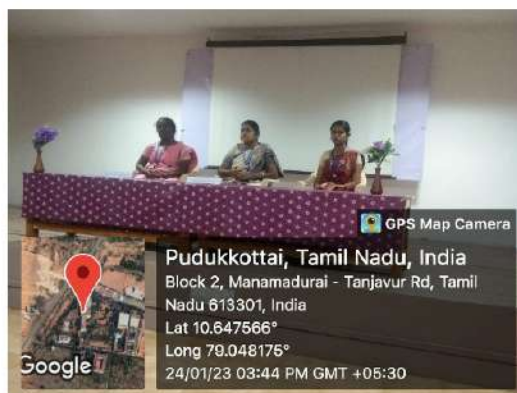 GPS Map Camera
Pudukkottai, Tamil Nadu, India
Block 2, Manamadurai - Tanjavur Rd, Tamil
Nadu 613301, India
Lat 10.647566°
Long 79.048175°
24/01/23 03:44 PM GMT +05:30
Google